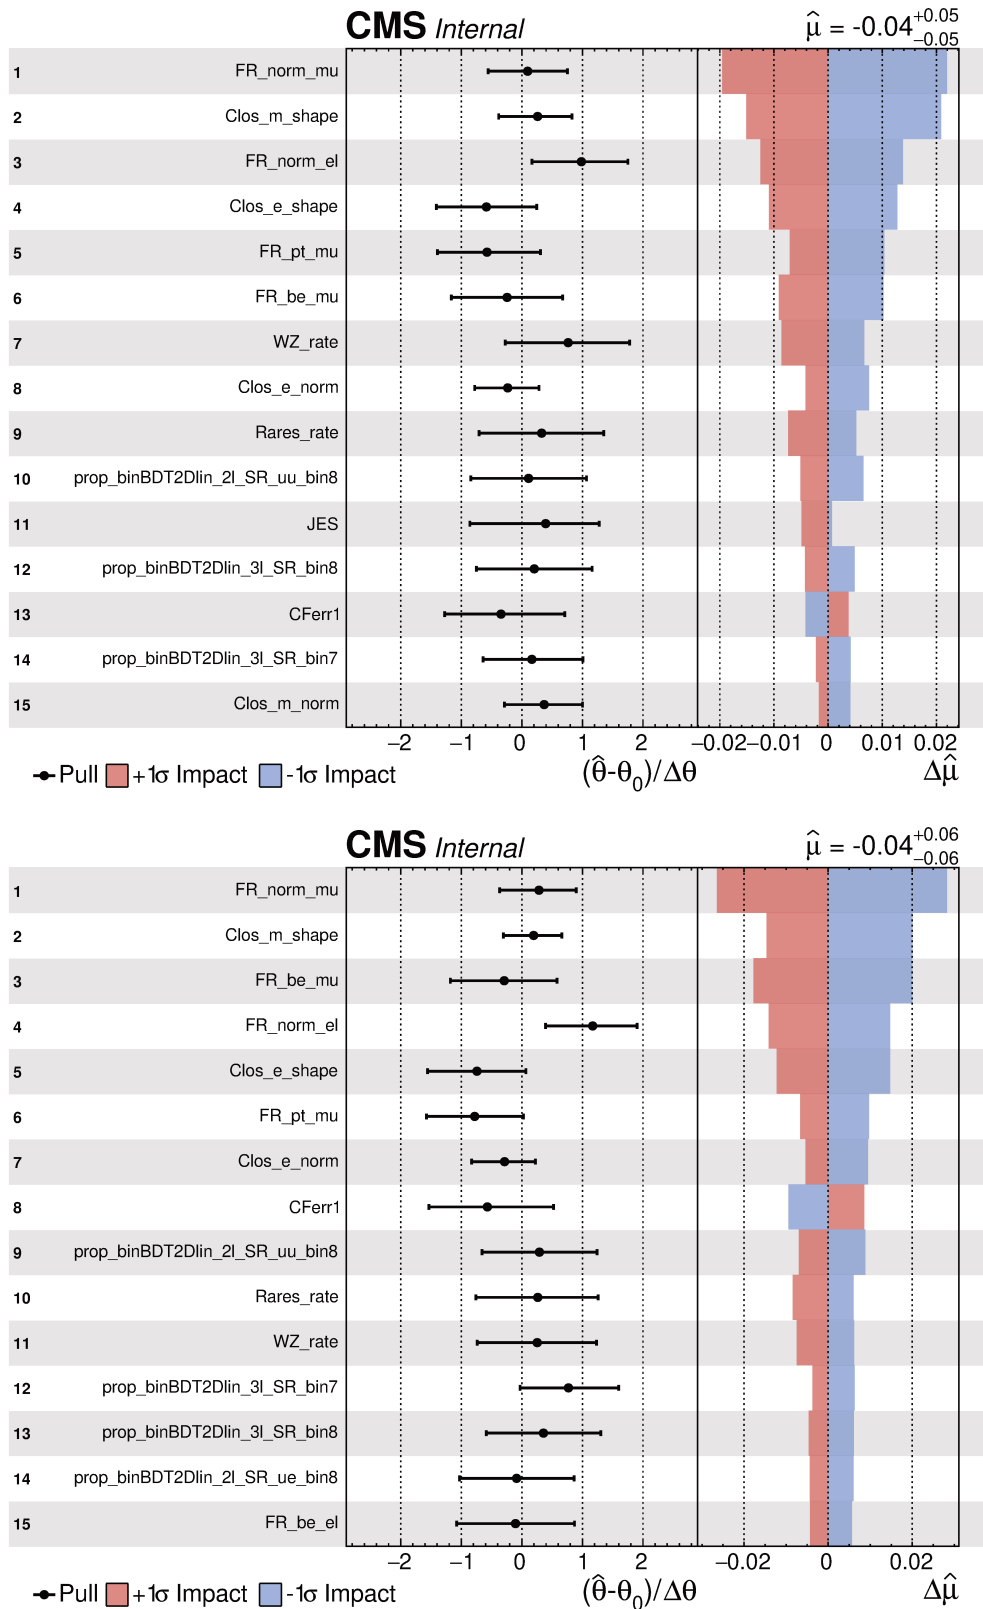 CMS Internal
μ̂ = -0.04 +0.05 −0.05
1 FR_norm_mu
2 Clos_m_shape
3 FR_norm_el
4 Clos_e_shape
5 FR_pt_mu
6 FR_be_mu
7 WZ_rate
8 Clos_e_norm
9 Rares_rate
10 prop_binBDT2Dlin_2l_SR_uu_bin8
11 JES
12 prop_binBDT2Dlin_3l_SR_bin8
13 CFerr1
14 prop_binBDT2Dlin_3l_SR_bin7
15 Clos_m_norm
−2 −1 0 1 2 −0.02 −0.01 0 0.01 0.02
Pull +1σ Impact -1σ Impact (θ̂-θ0)/Δθ Δμ̂
CMS Internal
μ̂ = -0.04 +0.06 −0.06
1 FR_norm_mu
2 Clos_m_shape
3 FR_be_mu
4 FR_norm_el
5 Clos_e_shape
6 FR_pt_mu
7 Clos_e_norm
8 CFerr1
9 prop_binBDT2Dlin_2l_SR_uu_bin8
10 Rares_rate
11 WZ_rate
12 prop_binBDT2Dlin_3l_SR_bin7
13 prop_binBDT2Dlin_3l_SR_bin8
14 prop_binBDT2Dlin_2l_SR_ue_bin8
15 FR_be_el
−2 −1 0 1 2 −0.02 0 0.02
Pull +1σ Impact -1σ Impact (θ̂-θ0)/Δθ Δμ̂